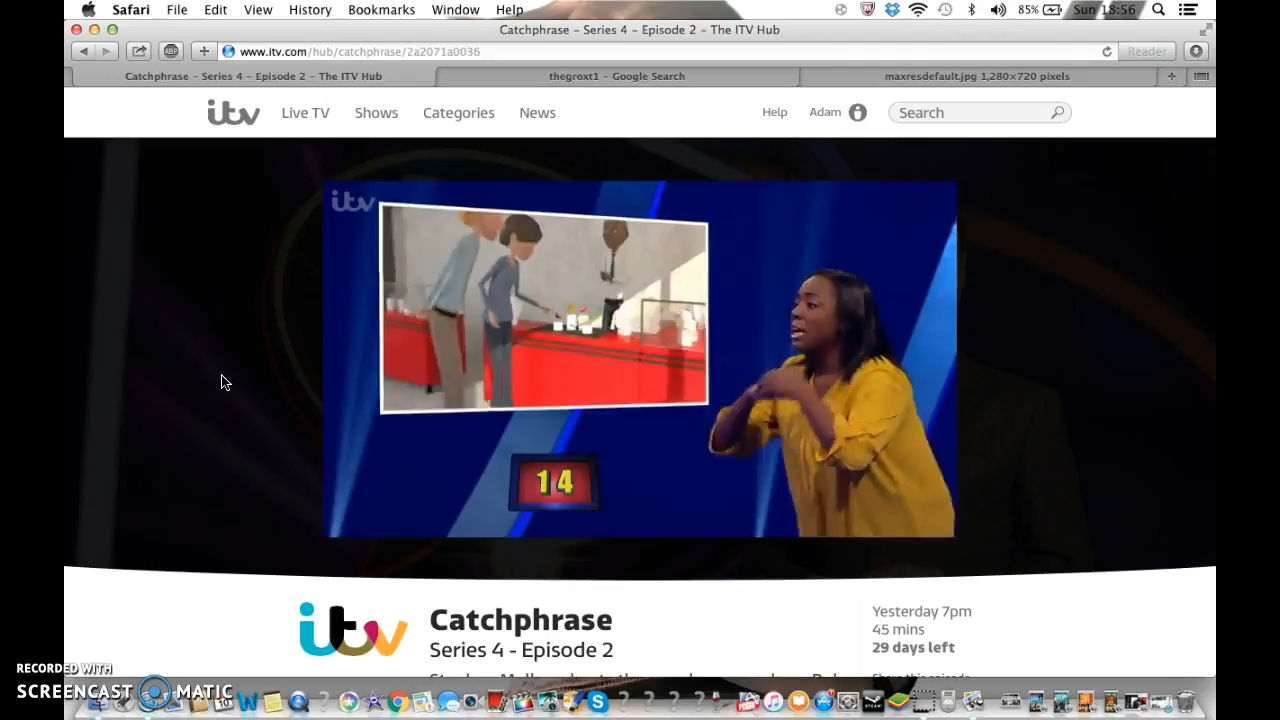 Safari File Edit View History Bookmarks Window Help 85% Sun 18:56
Catchphrase – Series 4 – Episode 2 – The ITV Hub
ABP + www.itv.com/hub/catchphrase/2a2071a0036 Reader
Catchphrase – Series 4 – Episode 2 – The ITV Hub thegroxt1 – Google Search maxresdefault.jpg 1,280×720 pixels +
itv Live TV Shows Categories News Help Adam Search
itv
14
itv Catchphrase
Series 4 - Episode 2
Yesterday 7pm
45 mins
29 days left
RECORDED WITH
SCREENCAST MATIC